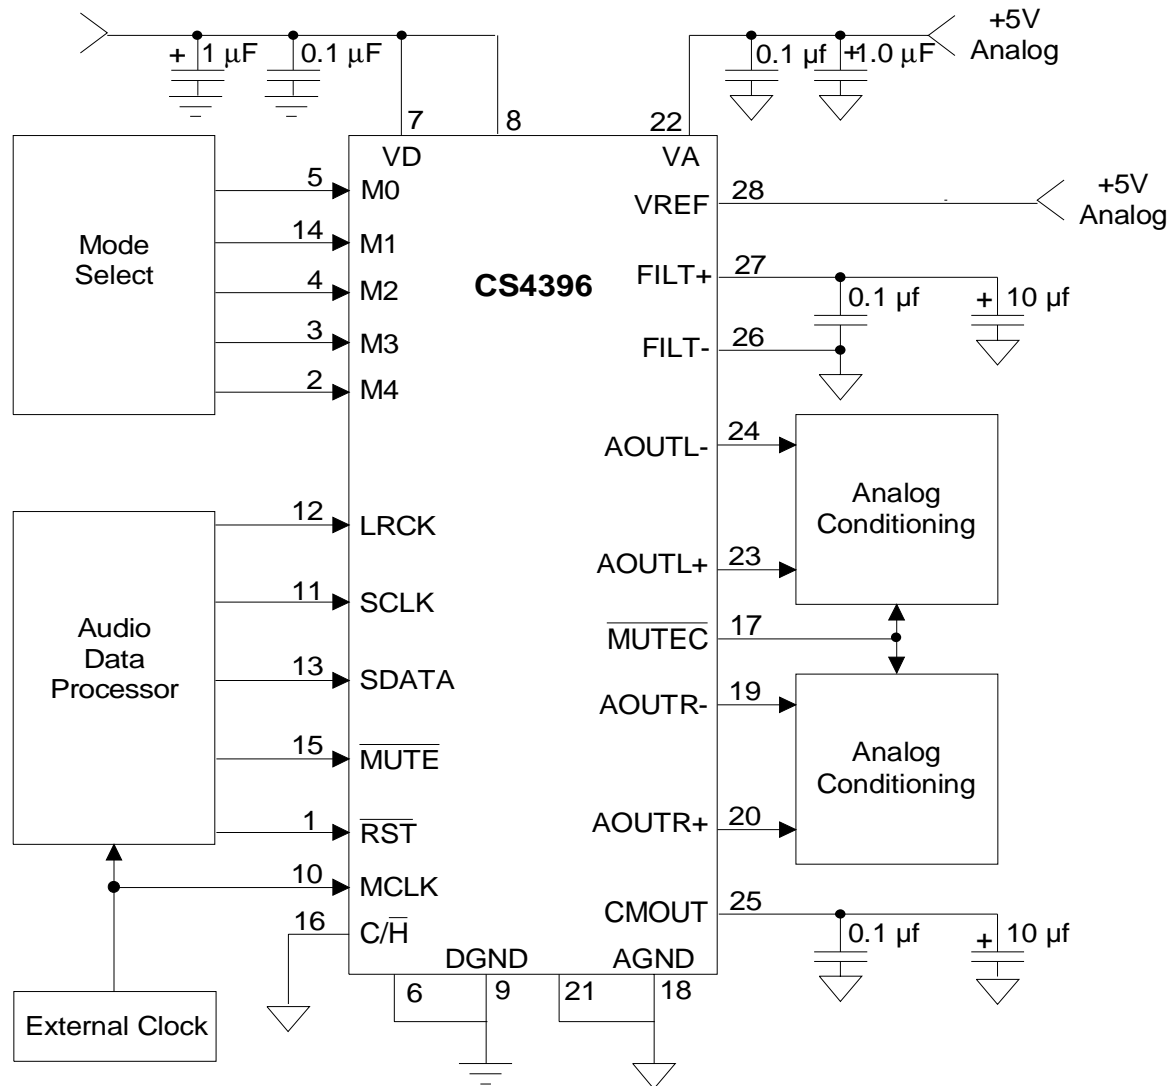 + 1 μF
0.1 μF
0.1 µf
+
1.0 μF
+5V
Analog
7
8
22
VD
VA
Mode
Select
5
M0
14
M1
4
M2
3
M3
2
M4
CS4396
VREF
28
+5V
Analog
FILT+
27
0.1 µf
+ 10 µf
FILT-
26
AOUTL-
24
Analog
Conditioning
AOUTL+
23
MUTEC
17
AOUTR-
19
Analog
Conditioning
AOUTR+
20
CMOUT
25
0.1 µf
+ 10 µf
Audio
Data
Processor
12
LRCK
11
SCLK
13
SDATA
15
MUTE
1
RST
10
MCLK
16
C/H
External Clock
DGND
AGND
6
9
21
18